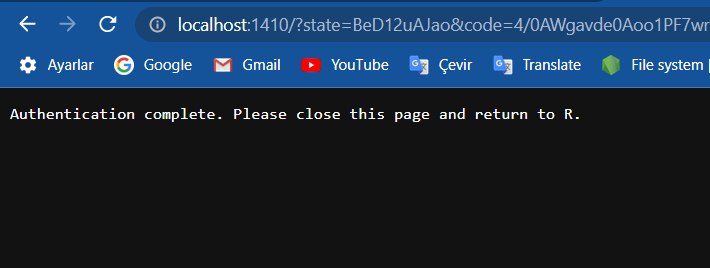 localhost:1410/?state=BeD12uAJao&code=4/0AWgavde0Aoo1PF7wr
Ayarlar Google Gmail YouTube Çevir Translate File system |
Authentication complete. Please close this page and return to R.